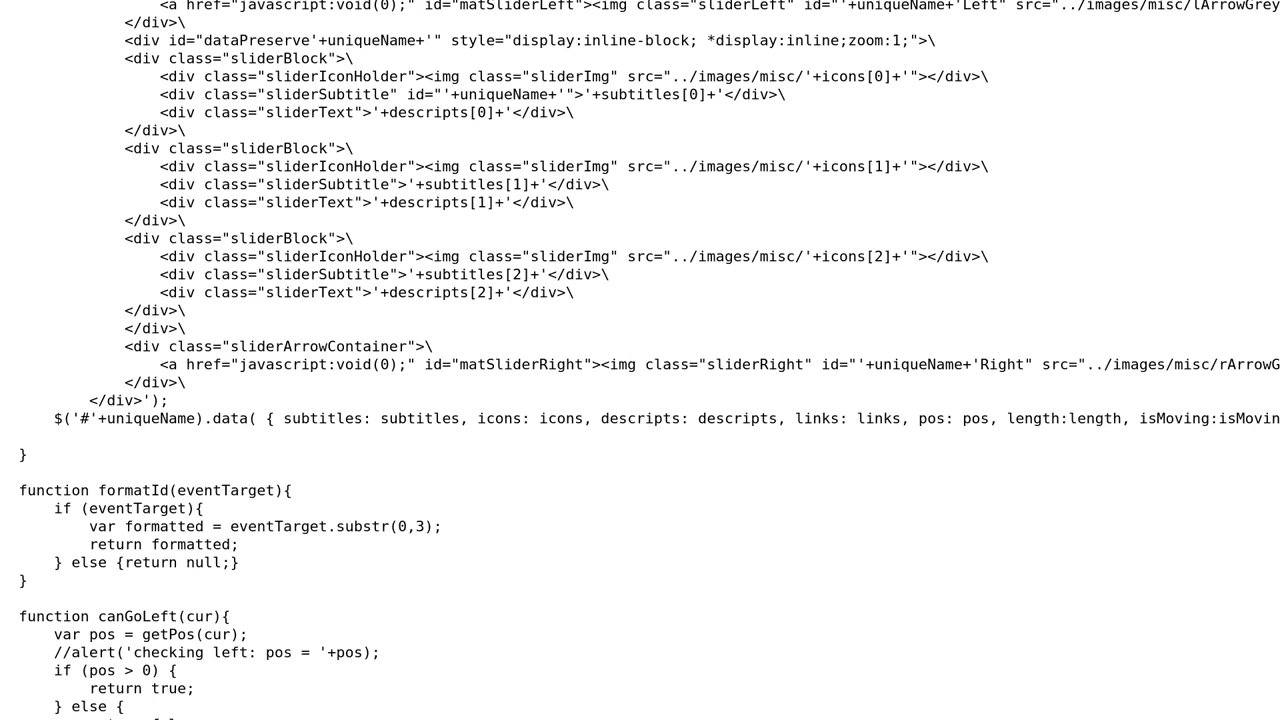 <a href="javascript:void(0);" id="matSliderLeft"><img class="sliderLeft" id="'+uniqueName+'Left" src="../images/misc/lArrowGrey
</div>\
<div id="dataPreserve'+uniqueName+'" style="display:inline-block; *display:inline;zoom:1;">\
<div class="sliderBlock">\
<div class="sliderIconHolder"><img class="sliderImg" src="../images/misc/'+icons[0]+'"></div>\
<div class="sliderSubtitle" id="'+uniqueName+'">'+subtitles[0]+'</div>\
<div class="sliderText">'+descripts[0]+'</div>\
</div>\
<div class="sliderBlock">\
<div class="sliderIconHolder"><img class="sliderImg" src="../images/misc/'+icons[1]+'"></div>\
<div class="sliderSubtitle">'+subtitles[1]+'</div>\
<div class="sliderText">'+descripts[1]+'</div>\
</div>\
<div class="sliderBlock">\
<div class="sliderIconHolder"><img class="sliderImg" src="../images/misc/'+icons[2]+'"></div>\
<div class="sliderSubtitle">'+subtitles[2]+'</div>\
<div class="sliderText">'+descripts[2]+'</div>\
</div>\
</div>\
<div class="sliderArrowContainer">\
<a href="javascript:void(0);" id="matSliderRight"><img class="sliderRight" id="'+uniqueName+'Right" src="../images/misc/rArrowG
</div>\
</div>');
$('#'+uniqueName).data( { subtitles: subtitles, icons: icons, descripts: descripts, links: links, pos: pos, length:length, isMoving:isMovin
}
function formatId(eventTarget){
if (eventTarget){
var formatted = eventTarget.substr(0,3);
return formatted;
} else {return null;}
}
function canGoLeft(cur){
var pos = getPos(cur);
//alert('checking left: pos = '+pos);
if (pos > 0) {
return true;
} else {